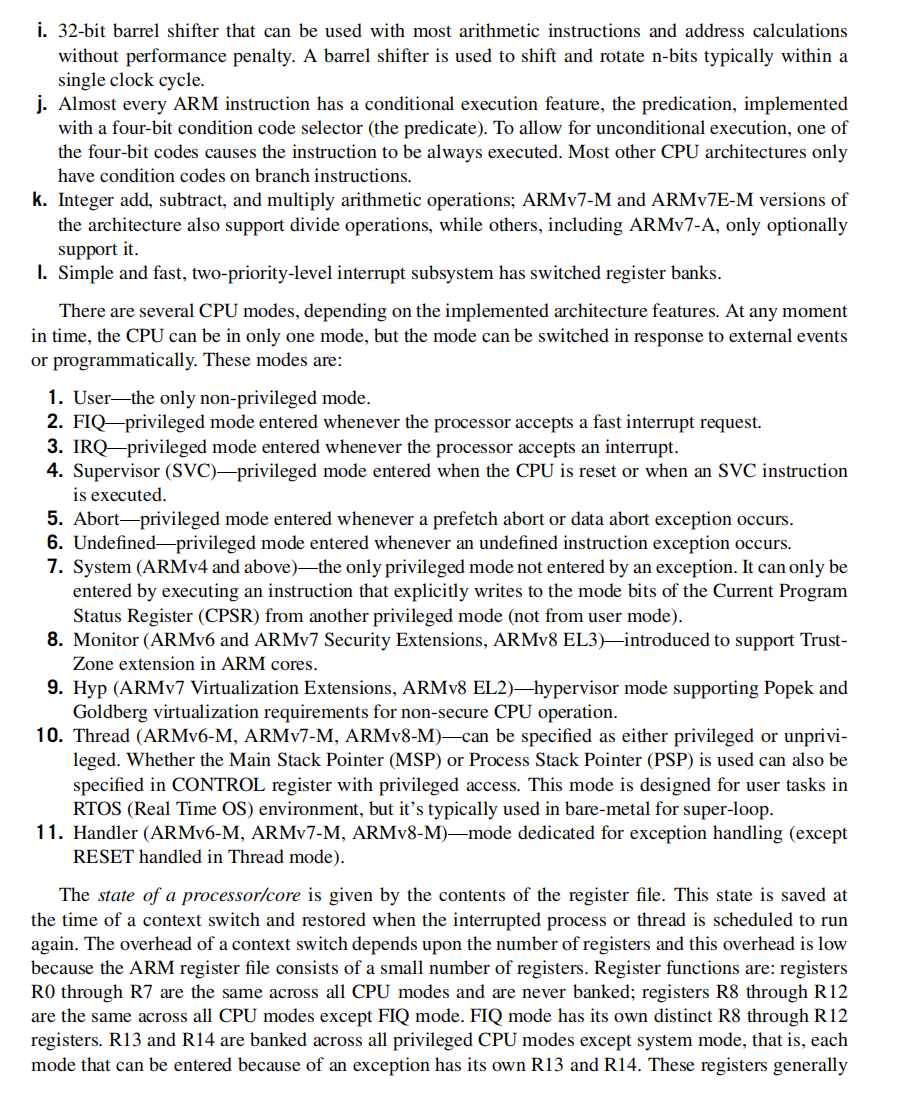 i. 32-bit barrel shifter that can be used with most arithmetic instructions and address calculations
without performance penalty. A barrel shifter is used to shift and rotate n-bits typically within a
single clock cycle.
j. Almost every ARM instruction has a conditional execution feature, the predication, implemented
with a four-bit condition code selector (the predicate). To allow for unconditional execution, one of
the four-bit codes causes the instruction to be always executed. Most other CPU architectures only
have condition codes on branch instructions.
k. Integer add, subtract, and multiply arithmetic operations; ARMv7-M and ARMv7E-M versions of
the architecture also support divide operations, while others, including ARMv7-A, only optionally
support it.
l. Simple and fast, two-priority-level interrupt subsystem has switched register banks.
There are several CPU modes, depending on the implemented architecture features. At any moment
in time, the CPU can be in only one mode, but the mode can be switched in response to external events
or programmatically. These modes are:
1. User—the only non-privileged mode.
2. FIQ—privileged mode entered whenever the processor accepts a fast interrupt request.
3. IRQ—privileged mode entered whenever the processor accepts an interrupt.
4. Supervisor (SVC)—privileged mode entered when the CPU is reset or when an SVC instruction
is executed.
5. Abort—privileged mode entered whenever a prefetch abort or data abort exception occurs.
6. Undefined—privileged mode entered whenever an undefined instruction exception occurs.
7. System (ARMv4 and above)—the only privileged mode not entered by an exception. It can only be
entered by executing an instruction that explicitly writes to the mode bits of the Current Program
Status Register (CPSR) from another privileged mode (not from user mode).
8. Monitor (ARMv6 and ARMv7 Security Extensions, ARMv8 EL3)—introduced to support Trust-
Zone extension in ARM cores.
9. Hyp (ARMv7 Virtualization Extensions, ARMv8 EL2)—hypervisor mode supporting Popek and
Goldberg virtualization requirements for non-secure CPU operation.
10. Thread (ARMv6-M, ARMv7-M, ARMv8-M)—can be specified as either privileged or unprivi-
leged. Whether the Main Stack Pointer (MSP) or Process Stack Pointer (PSP) is used can also be
specified in CONTROL register with privileged access. This mode is designed for user tasks in
RTOS (Real Time OS) environment, but it's typically used in bare-metal for super-loop.
11. Handler (ARMv6-M, ARMv7-M, ARMv8-M)—mode dedicated for exception handling (except
RESET handled in Thread mode).
The state of a processor/core is given by the contents of the register file. This state is saved at
the time of a context switch and restored when the interrupted process or thread is scheduled to run
again. The overhead of a context switch depends upon the number of registers and this overhead is low
because the ARM register file consists of a small number of registers. Register functions are: registers
R0 through R7 are the same across all CPU modes and are never banked; registers R8 through R12
are the same across all CPU modes except FIQ mode. FIQ mode has its own distinct R8 through R12
registers. R13 and R14 are banked across all privileged CPU modes except system mode, that is, each
mode that can be entered because of an exception has its own R13 and R14. These registers generally